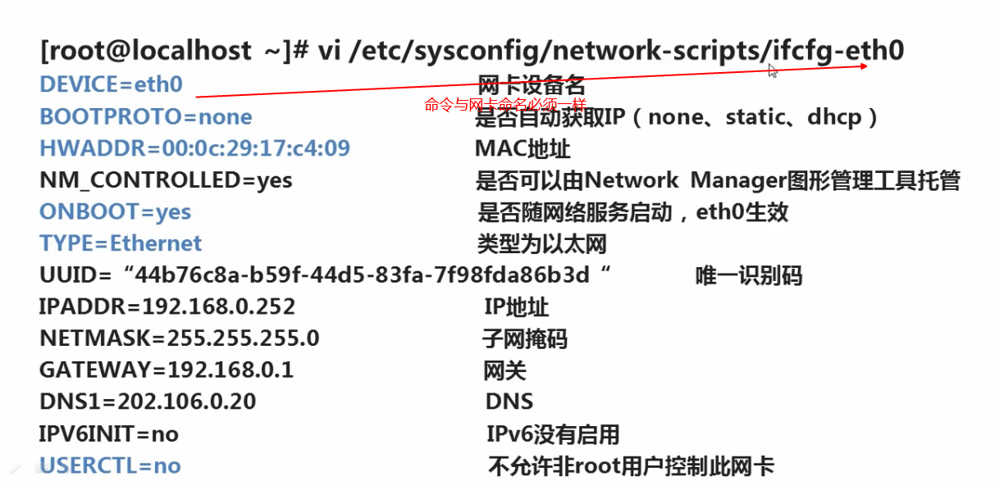 [root@localhost ~]# vi /etc/sysconfig/network-scripts/ifcfg-eth0
DEVICE=eth0 网卡设备名
命令与网卡命名必须一样
BOOTPROTO=none 是否自动获取IP（none、static、dhcp）
HWADDR=00:0c:29:17:c4:09 MAC地址
NM_CONTROLLED=yes 是否可以由Network Manager图形管理工具托管
ONBOOT=yes 是否随网络服务启动，eth0生效
TYPE=Ethernet 类型为以太网
UUID=“44b76c8a-b59f-44d5-83fa-7f98fda86b3d“ 唯一识别码
IPADDR=192.168.0.252 IP地址
NETMASK=255.255.255.0 子网掩码
GATEWAY=192.168.0.1 网关
DNS1=202.106.0.20 DNS
IPV6INIT=no IPv6没有启用
USERCTL=no 不允许非root用户控制此网卡